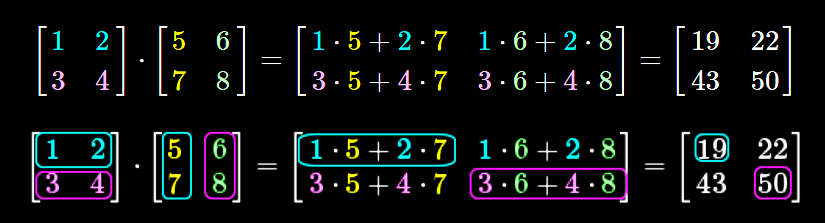 [1 2 3 4] · [5 6 7 8] = [1·5+2·7 1·6+2·8 3·5+4·7 3·6+4·8] = [19 22 43 50]
[1 2 3 4] · [5 6 7 8] = [1·5+2·7 1·6+2·8 3·5+4·7 3·6+4·8] = [19 22 43 50]